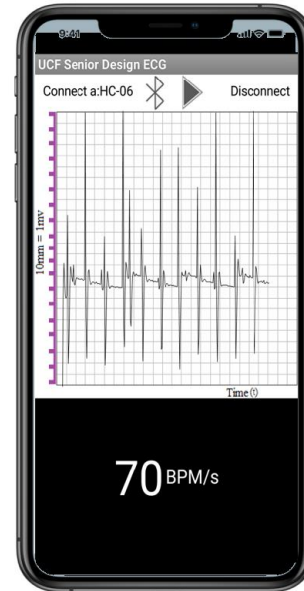 9:41
UCF Senior Design ECG
Connect a:HC-06 Disconnect
10mm = 1mv
Time (t)
70 BPM/s